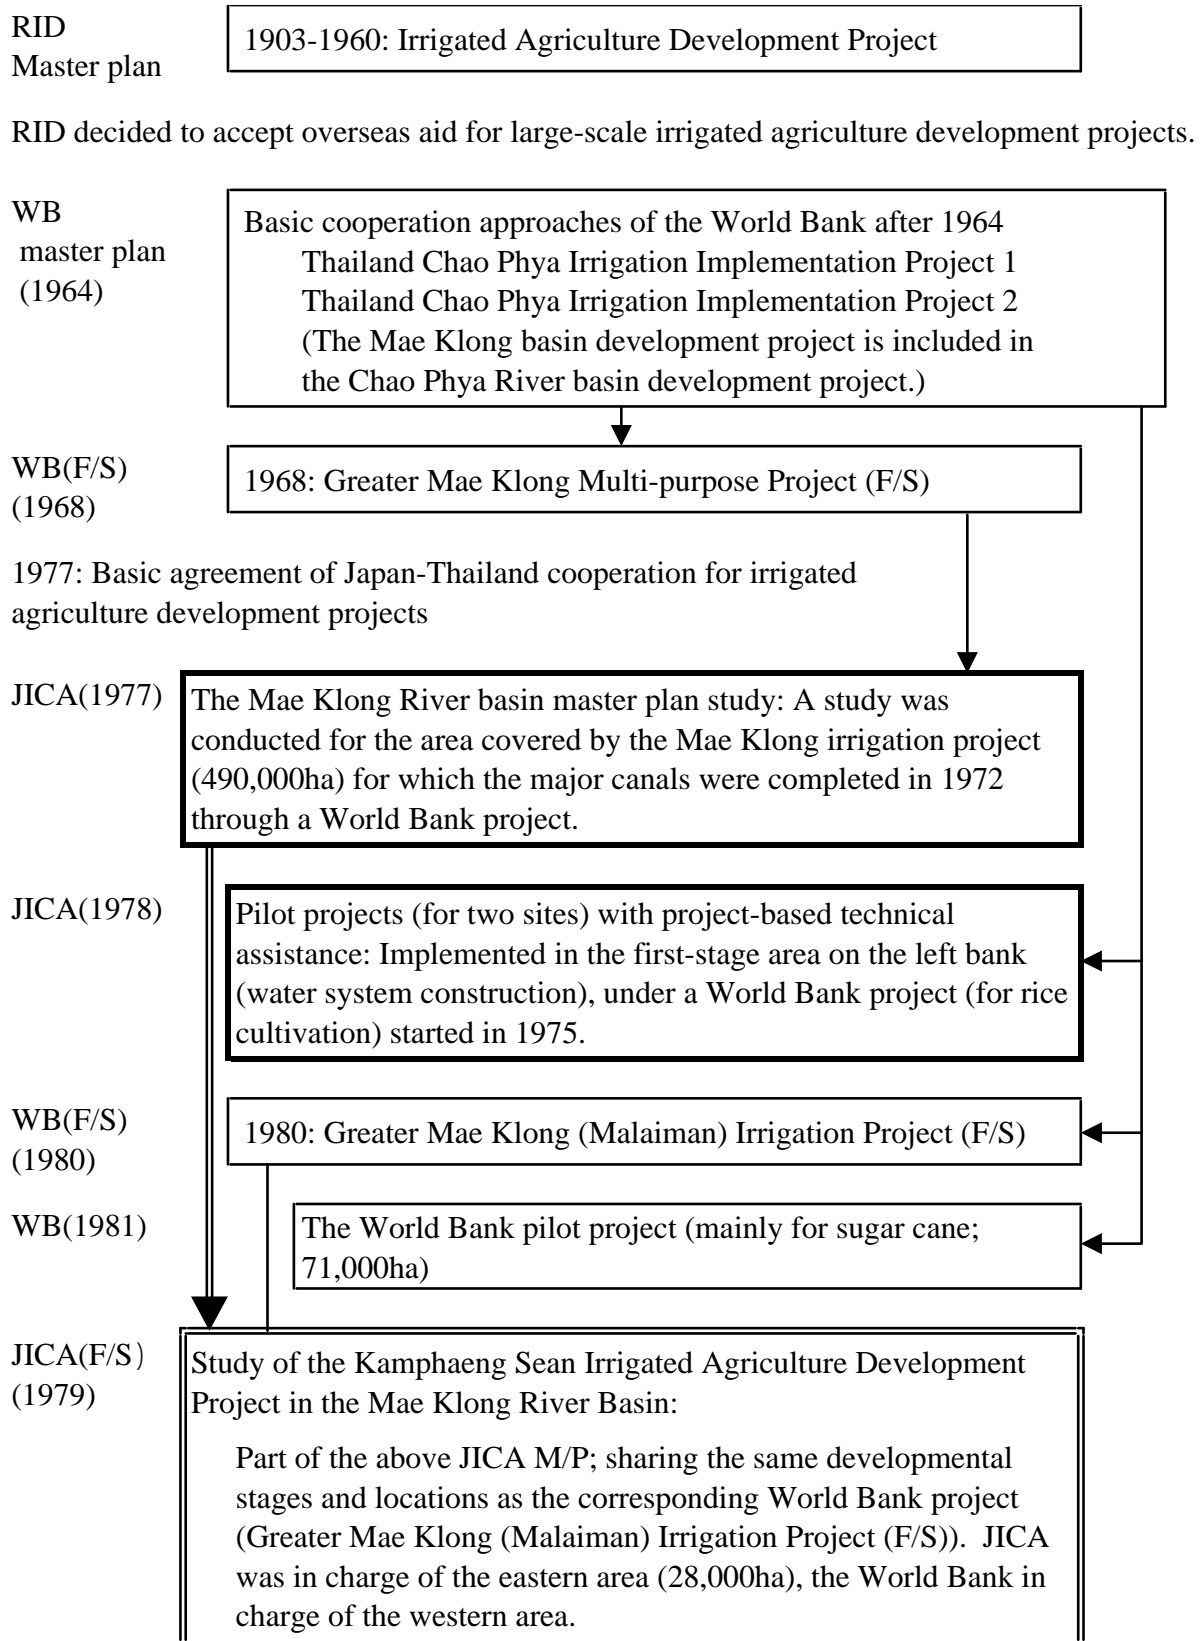 RID
Master plan
1903-1960: Irrigated Agriculture Development Project
RID decided to accept overseas aid for large-scale irrigated agriculture development projects.
WB
master plan
(1964)
Basic cooperation approaches of the World Bank after 1964
Thailand Chao Phya Irrigation Implementation Project 1
Thailand Chao Phya Irrigation Implementation Project 2
(The Mae Klong basin development project is included in
the Chao Phya River basin development project.)
WB(F/S)
(1968)
1968: Greater Mae Klong Multi-purpose Project (F/S)
1977: Basic agreement of Japan-Thailand cooperation for irrigated
agriculture development projects
JICA(1977)
The Mae Klong River basin master plan study: A study was
conducted for the area covered by the Mae Klong irrigation project
(490,000ha) for which the major canals were completed in 1972
through a World Bank project.
JICA(1978)
Pilot projects (for two sites) with project-based technical
assistance: Implemented in the first-stage area on the left bank
(water system construction), under a World Bank project (for rice
cultivation) started in 1975.
WB(F/S)
(1980)
1980: Greater Mae Klong (Malaiman) Irrigation Project (F/S)
WB(1981)
The World Bank pilot project (mainly for sugar cane;
71,000ha)
JICA(F/S)
(1979)
Study of the Kamphaeng Sean Irrigated Agriculture Development
Project in the Mae Klong River Basin:
Part of the above JICA M/P; sharing the same developmental
stages and locations as the corresponding World Bank project
(Greater Mae Klong (Malaiman) Irrigation Project (F/S)).  JICA
was in charge of the eastern area (28,000ha), the World Bank in
charge of the western area.